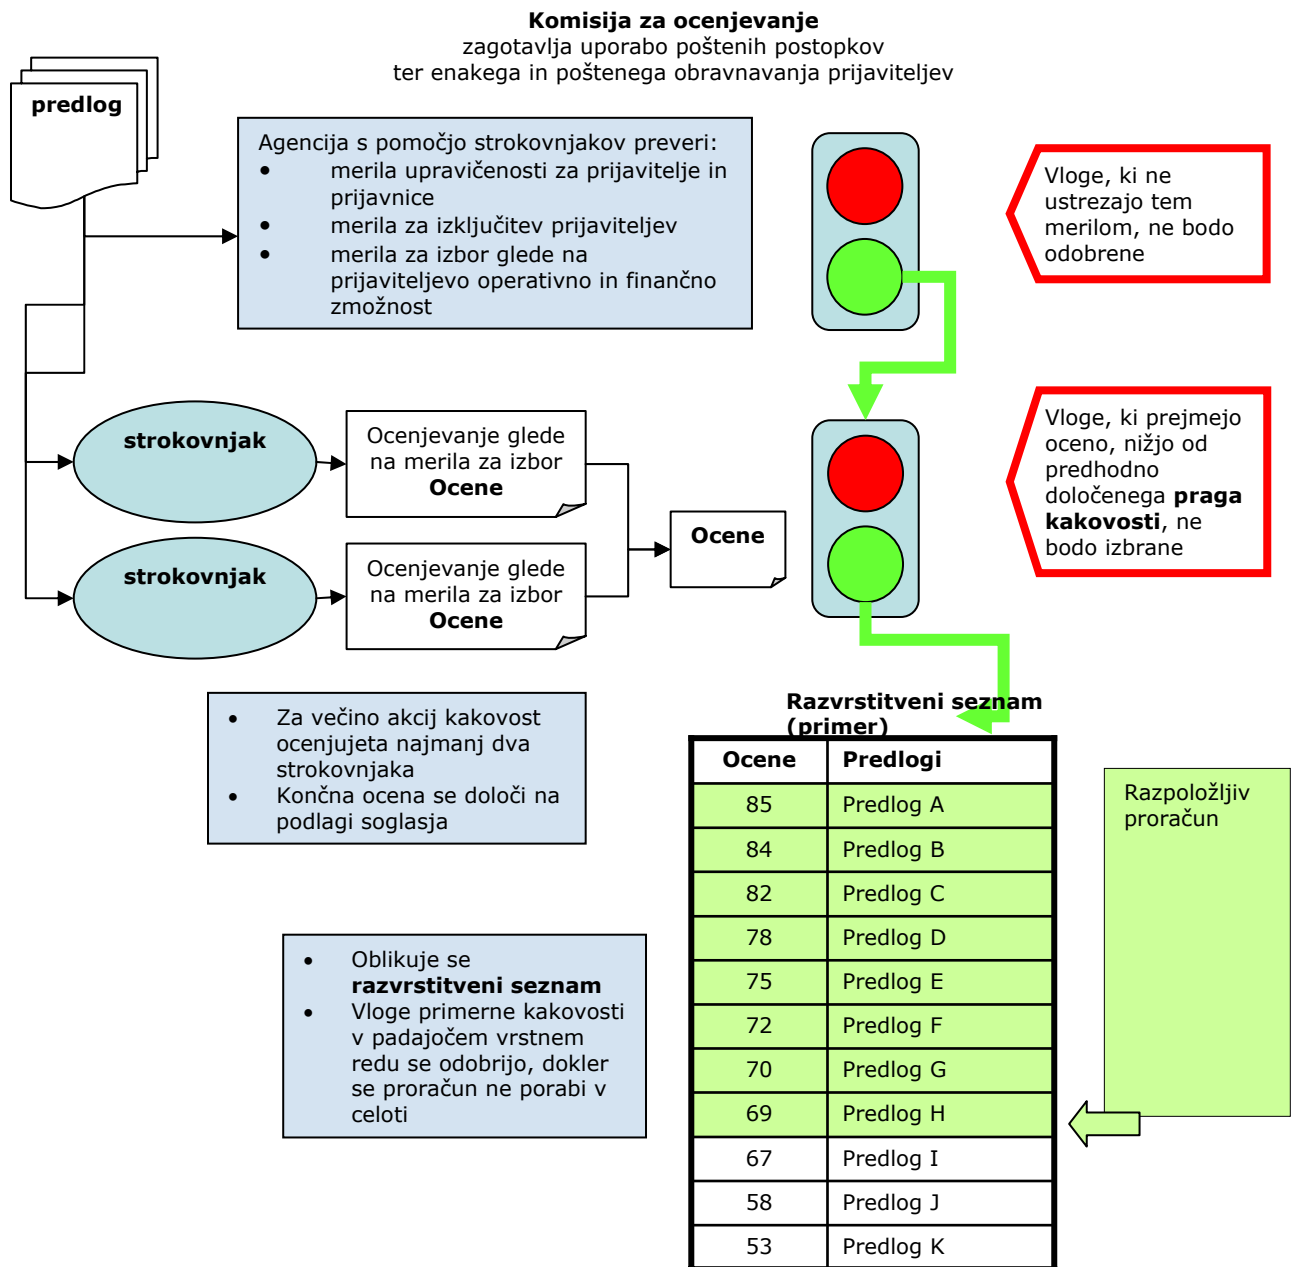 Komisija za ocenjevanje
zagotavlja uporabo poštenih postopkov
ter enakega in poštenega obravnavanja prijaviteljev
predlog
Agencija s pomočjo strokovnjakov preveri:
• merila upravičenosti za prijavitelje in
prijavnice
• merila za izključitev prijaviteljev
• merila za izbor glede na
prijaviteljevo operativno in finančno
zmožnost
Vloge, ki ne
ustrezajo tem
merilom, ne bodo
odobrene
strokovnjak
Ocenjevanje glede
na merila za izbor
Ocene
strokovnjak
Ocenjevanje glede
na merila za izbor
Ocene
Ocene
Vloge, ki prejmejo
oceno, nižjo od
predhodno
določenega praga
kakovosti, ne
bodo izbrane
• Za večino akcij kakovost
ocenjujeta najmanj dva
strokovnjaka
• Končna ocena se določi na
podlagi soglasja
• Oblikuje se
razvrstitveni seznam
• Vloge primerne kakovosti
v padajočem vrstnem
redu se odobrijo, dokler
se proračun ne porabi v
celoti
Razvrstitveni seznam
(primer)
Ocene Predlogi
85 Predlog A
84 Predlog B
82 Predlog C
78 Predlog D
75 Predlog E
72 Predlog F
70 Predlog G
69 Predlog H
67 Predlog I
58 Predlog J
53 Predlog K
Razpoložljiv
proračun